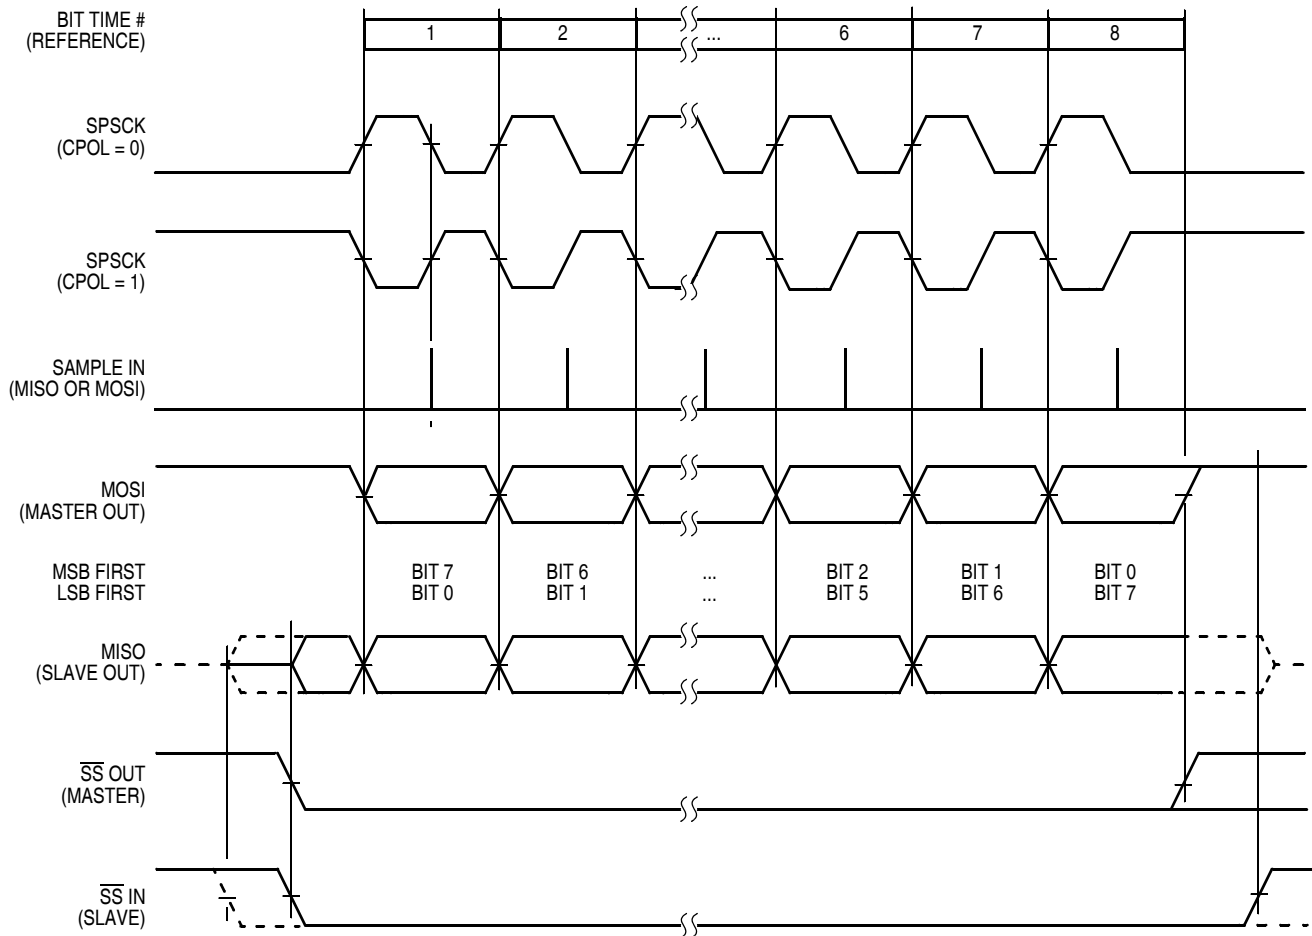 BIT TIME #
(REFERENCE)
1 2 ... 6 7 8
SPSCK
(CPOL = 0)
SPSCK
(CPOL = 1)
SAMPLE IN
(MISO OR MOSI)
MOSI
(MASTER OUT)
MSB FIRST BIT 7 BIT 6 ... BIT 2 BIT 1 BIT 0
LSB FIRST BIT 0 BIT 1 ... BIT 5 BIT 6 BIT 7
MISO
(SLAVE OUT)
SS OUT
(MASTER)
SS IN
(SLAVE)